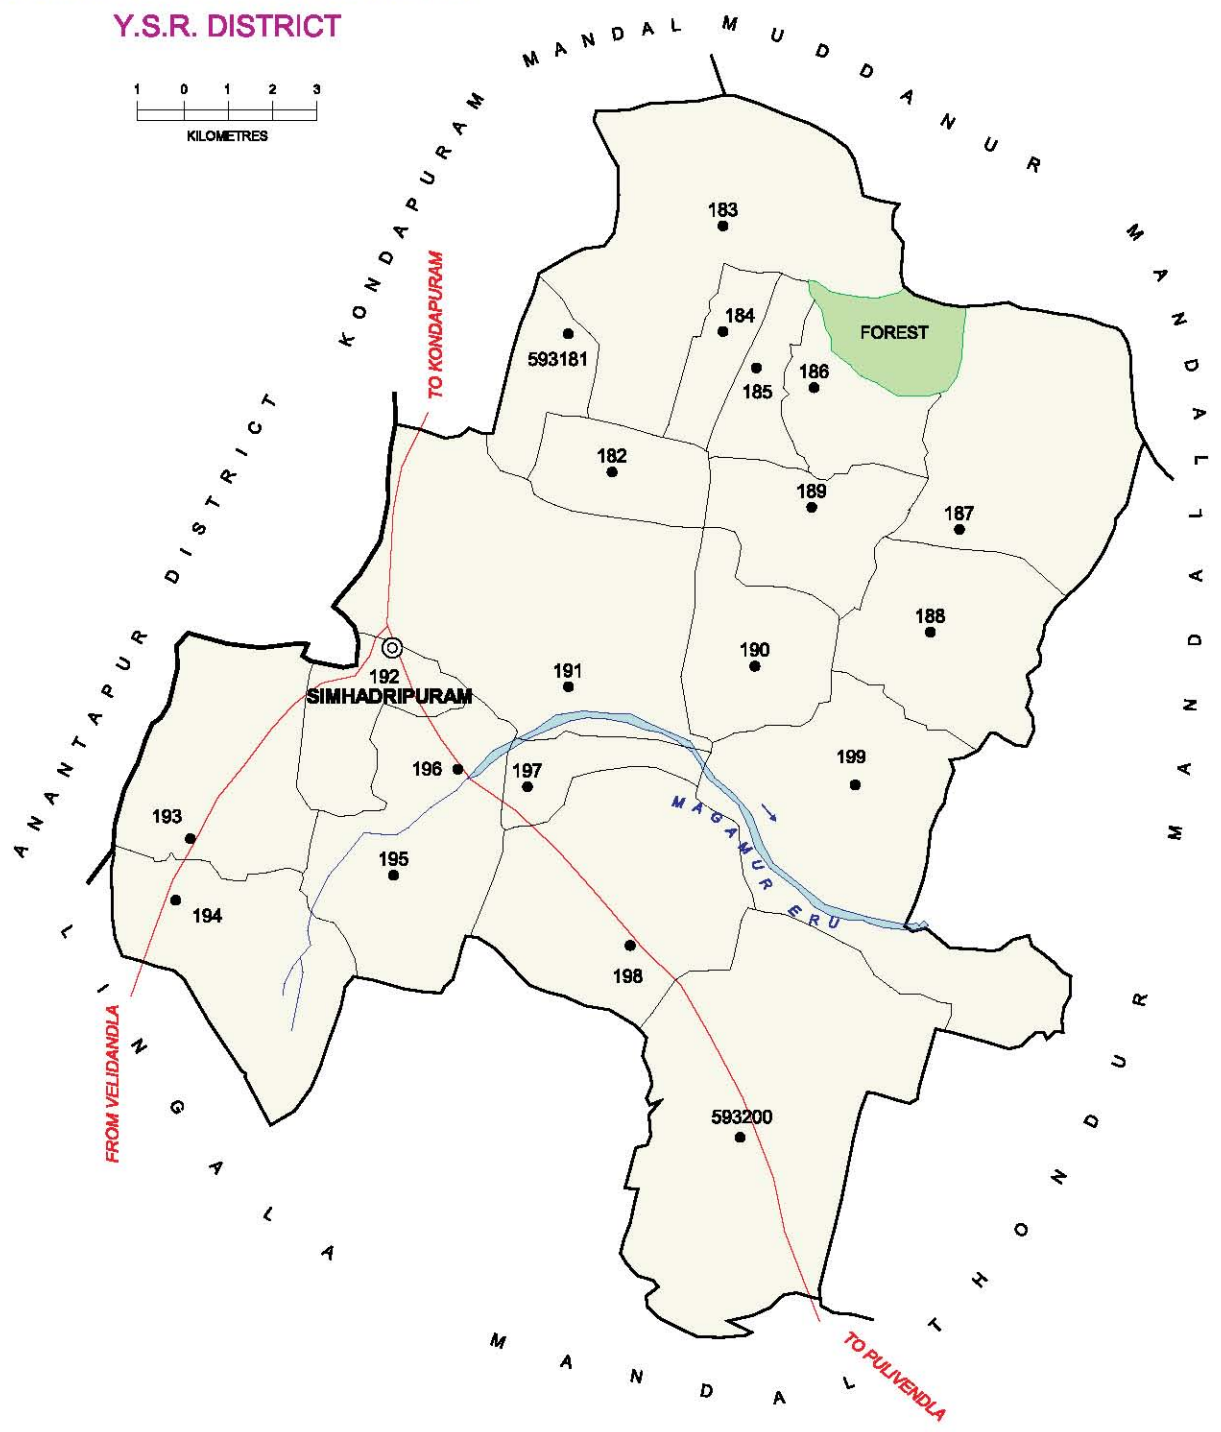 Y.S.R. DISTRICT
1 0 1 2 3
KILOMETRES
KONDAPURAM MANDAL
MUDDANUR MANDAL
TO KONDAPURAM
183
184
FOREST
593181
185
186
182
189
187
ANANTAPUR DISTRICT
188
190
191
192
SIMHADRIPURAM
199
196
197
MAGAMUR ERU
193
195
194
198
FROM VELIDANDLA
593200
LINGALA MANDAL
THONDUR MANDAL
TO PULIVENDLA